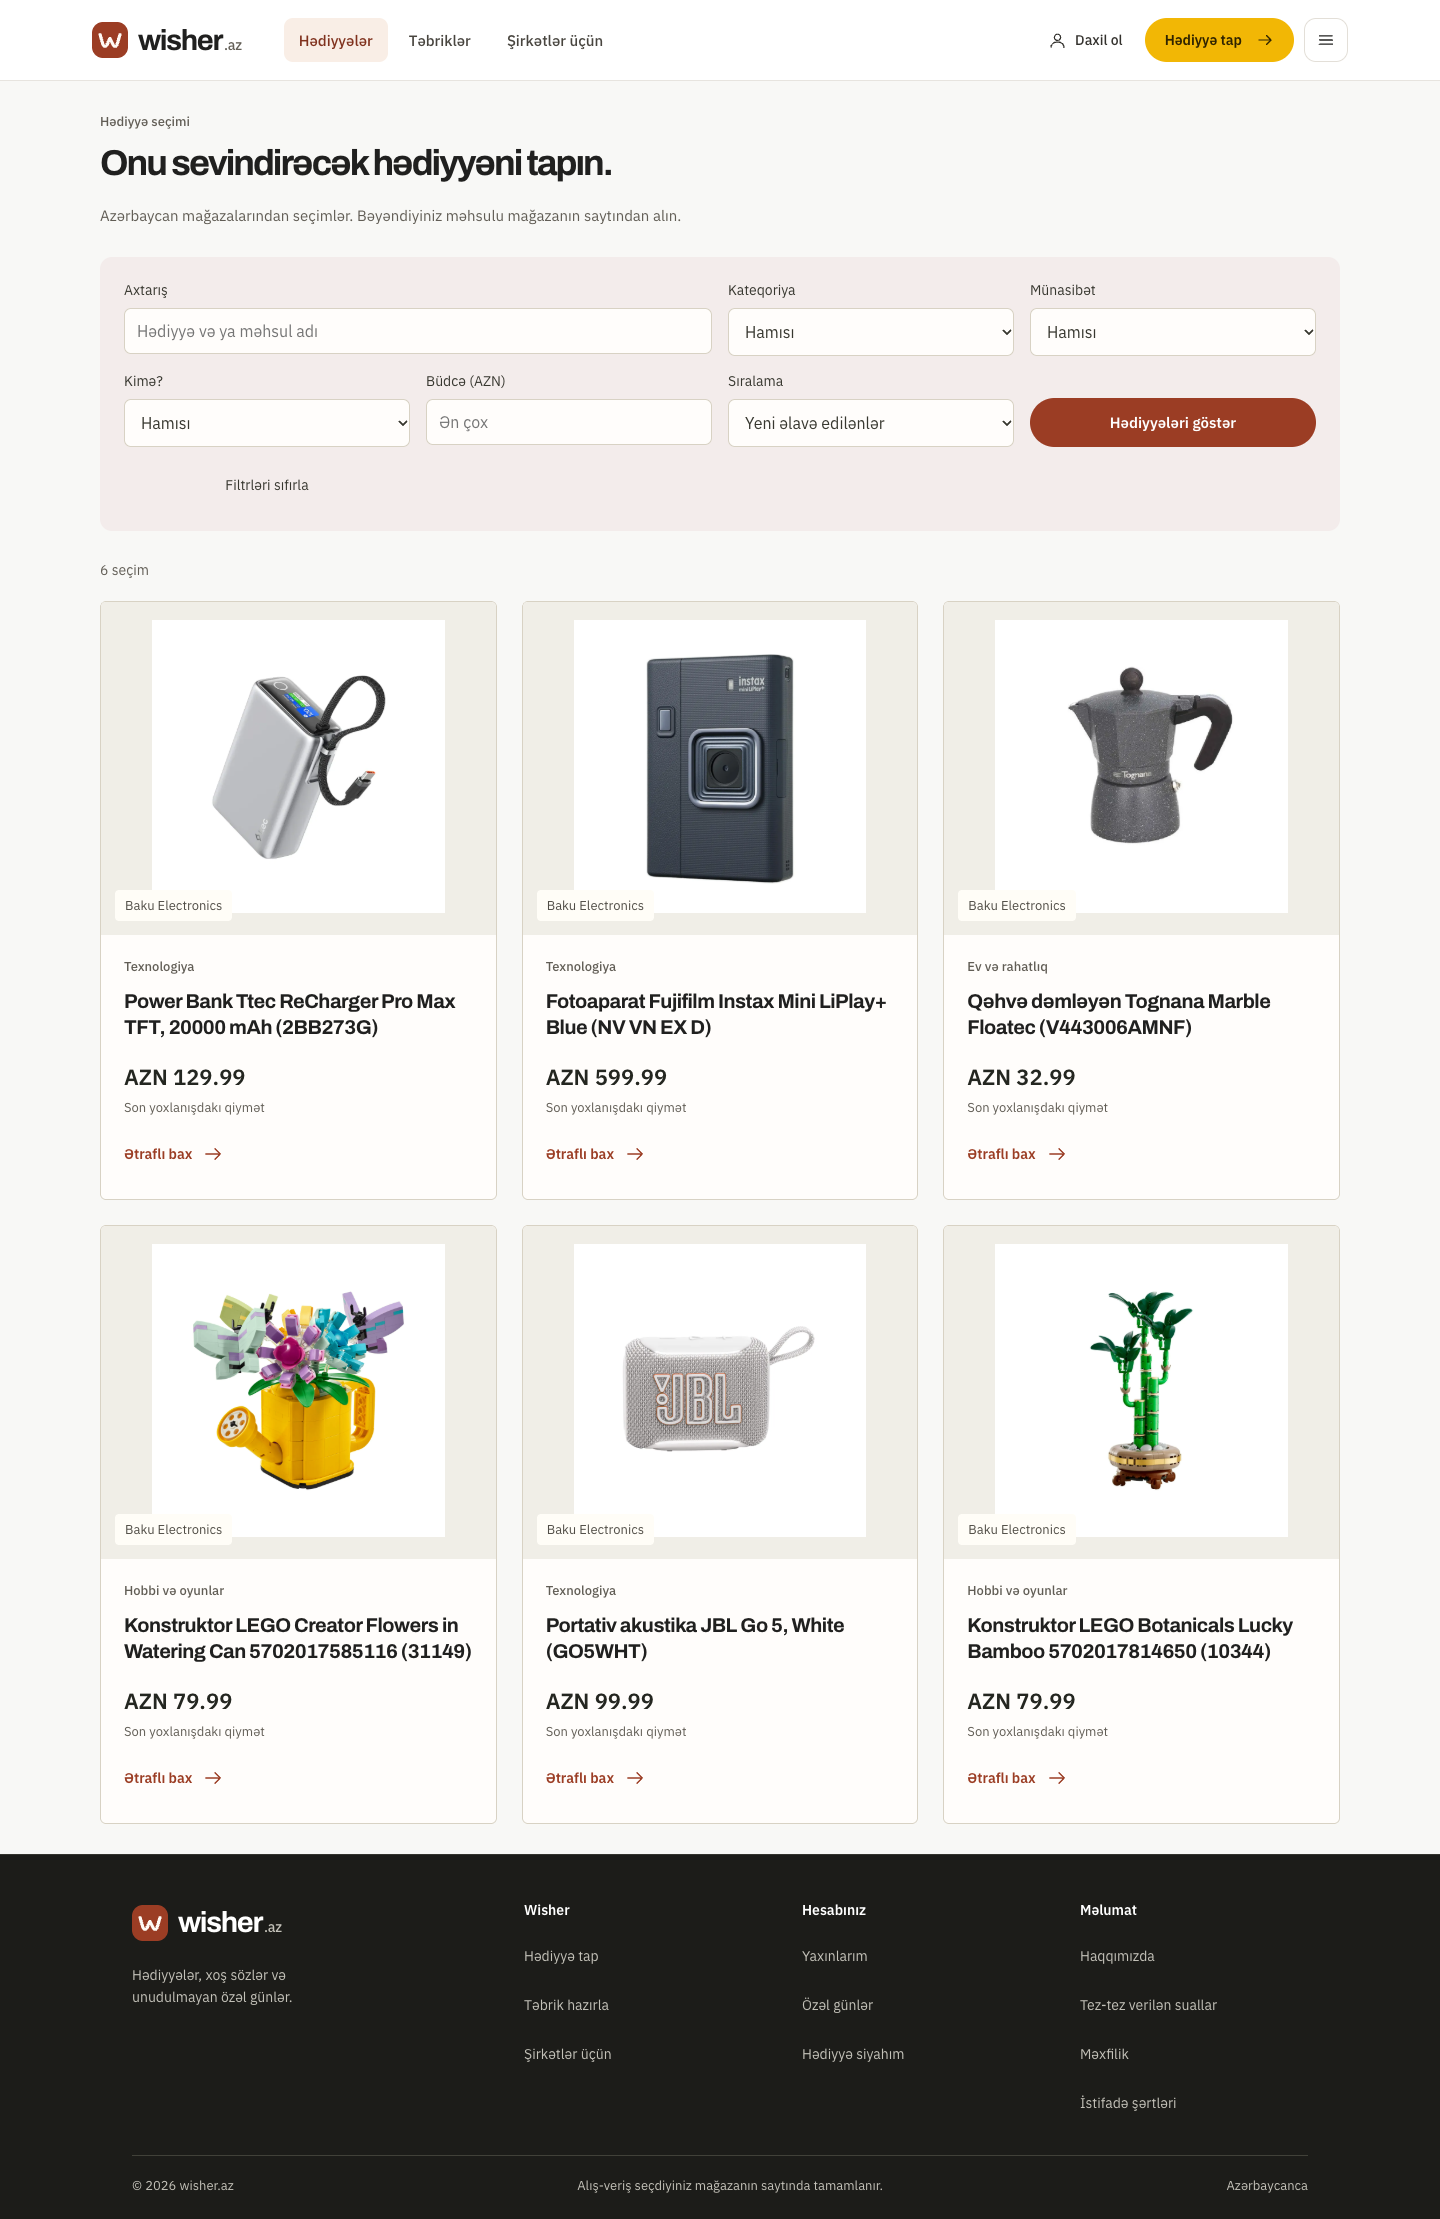 wisher.az
Hədiyyələr
Təbriklər
Şirkətlər üçün
Daxil ol
Hədiyyə tap
Hədiyyə seçimi
Onu sevindirəcək hədiyyəni tapın.
Azərbaycan mağazalarından seçimlər. Bəyəndiyiniz məhsulu mağazanın saytından alın.
Axtarış
Kateqoriya
Münasibət
Hədiyyə və ya məhsul adı
Hamısı
Hamısı
Kimə?
Büdcə (AZN)
Sıralama
Hamısı
Ən çox
Yeni əlavə edilənlər
Hədiyyələri göstər
Filtrləri sıfırla
6 seçim
Baku Electronics
Texnologiya
Power Bank Ttec ReCharger Pro Max
TFT, 20000 mAh (2BB273G)
AZN 129.99
Son yoxlanışdakı qiymət
Ətraflı bax
instax
mini LiPlay+
Baku Electronics
Texnologiya
Fotoaparat Fujifilm Instax Mini LiPlay+
Blue (NV VN EX D)
AZN 599.99
Son yoxlanışdakı qiymət
Ətraflı bax
Tognana
Baku Electronics
Ev və rahatlıq
Qəhvə dəmləyən Tognana Marble
Floatec (V443006AMNF)
AZN 32.99
Son yoxlanışdakı qiymət
Ətraflı bax
Baku Electronics
Hobbi və oyunlar
Konstruktor LEGO Creator Flowers in
Watering Can 5702017585116 (31149)
AZN 79.99
Son yoxlanışdakı qiymət
Ətraflı bax
JBL
Baku Electronics
Texnologiya
Portativ akustika JBL Go 5, White
(GO5WHT)
AZN 99.99
Son yoxlanışdakı qiymət
Ətraflı bax
Baku Electronics
Hobbi və oyunlar
Konstruktor LEGO Botanicals Lucky
Bamboo 5702017814650 (10344)
AZN 79.99
Son yoxlanışdakı qiymət
Ətraflı bax
wisher.az
Hədiyyələr, xoş sözlər və
unudulmayan özəl günlər.
Wisher
Hədiyyə tap
Təbrik hazırla
Şirkətlər üçün
Hesabınız
Yaxınlarım
Özəl günlər
Hədiyyə siyahım
Məlumat
Haqqımızda
Tez-tez verilən suallar
Məxfilik
İstifadə şərtləri
© 2026 wisher.az
Alış-veriş seçdiyiniz mağazanın saytında tamamlanır.
Azərbaycanca